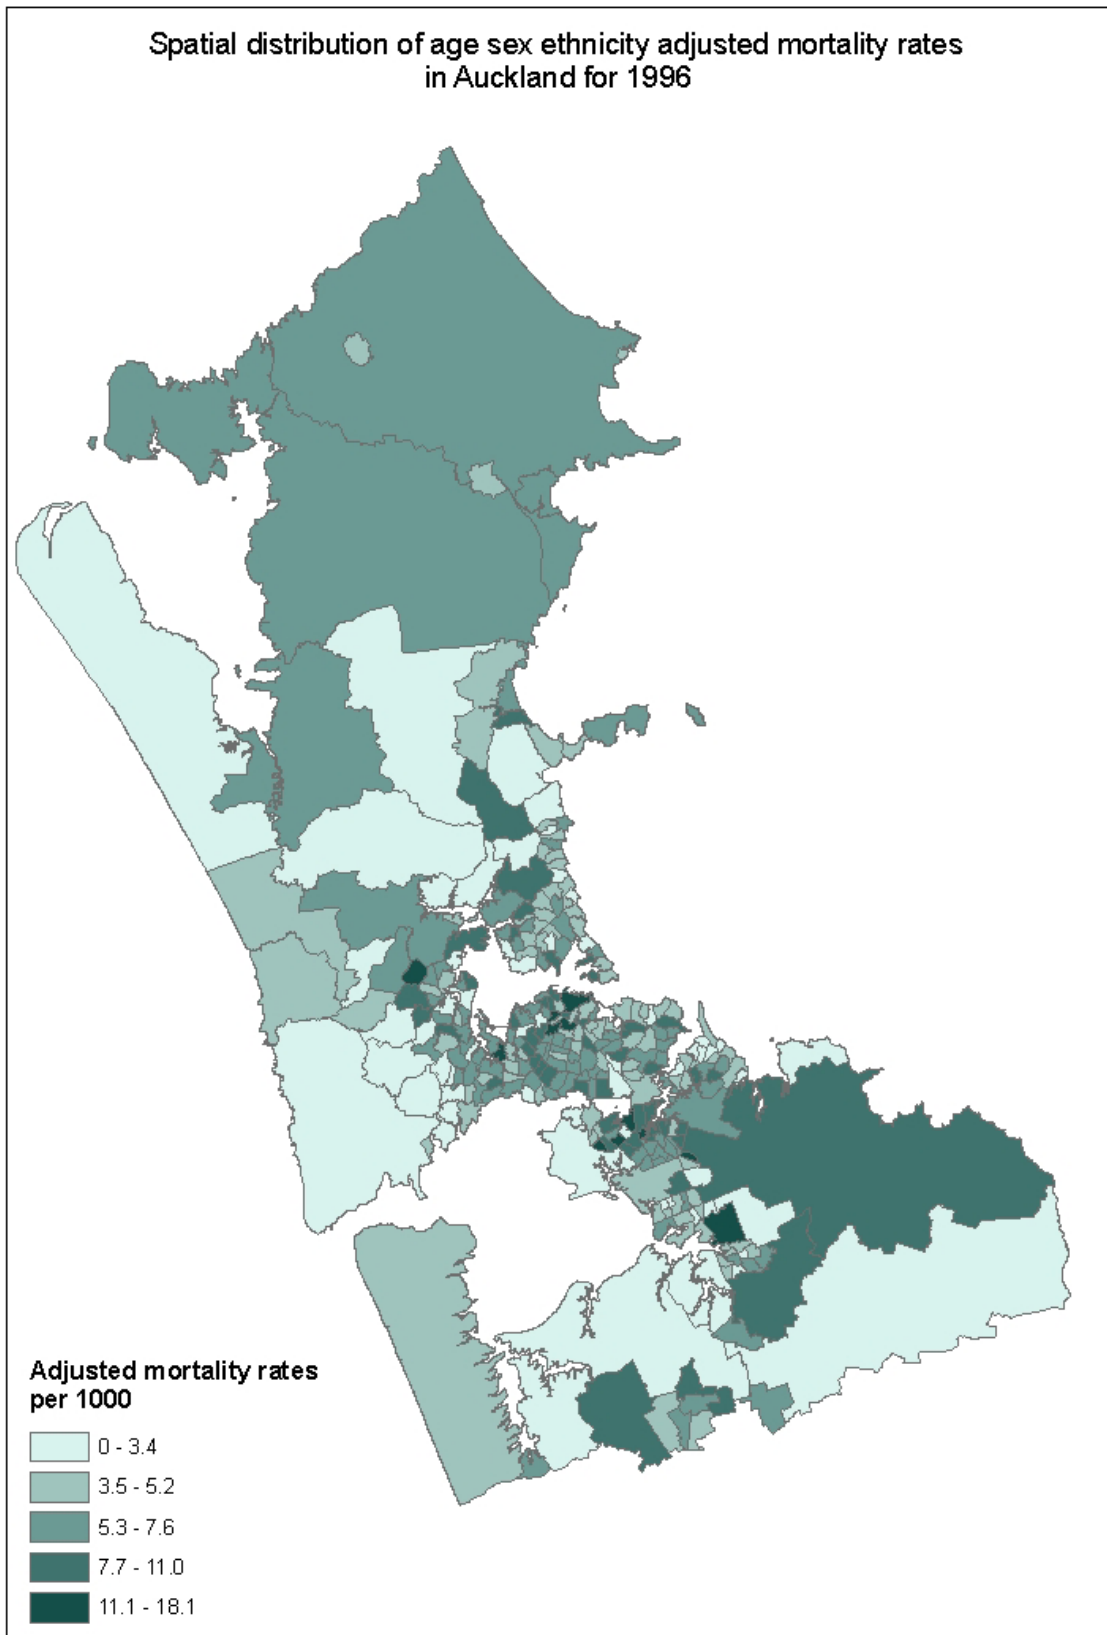 Spatial distribution of age sex ethnicity adjusted mortality rates
in Auckland for 1996
Adjusted mortality rates
per 1000
0 - 3.4
3.5 - 5.2
5.3 - 7.6
7.7 - 11.0
11.1 - 18.1